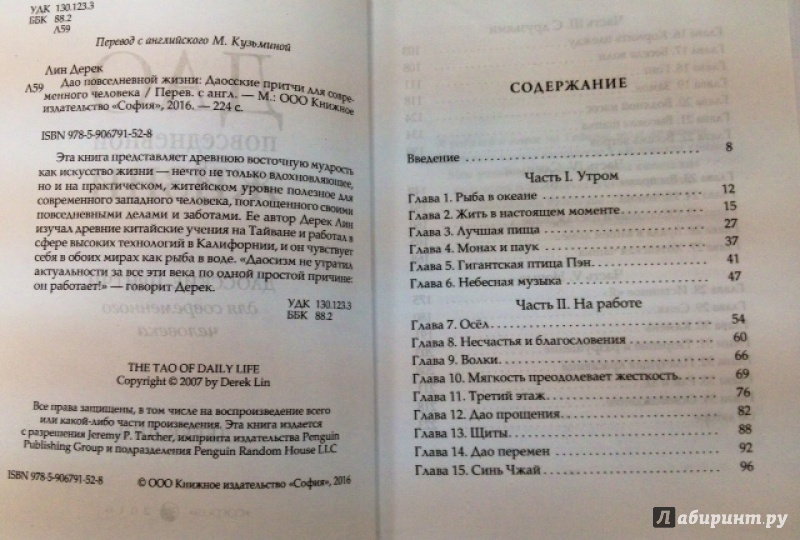 УДК 130.123.3
ББК 88.2
Л59
Перевод с английского М. Кузьминой
Лин Дерек
Л59 Дао повседневной жизни: Даосские притчи для совре-
менного человека / Перев. с англ. — М.: ООО Книжное
издательство «София», 2016. — 224 с.
ISBN 978-5-906791-52-8
Эта книга представляет древнюю восточную мудрость
как искусство жизни — нечто не только вдохновляющее,
но и на практическом, житейском уровне полезное для
современного западного человека, поглощенного своими
повседневными делами и заботами. Ее автор Дерек Лин
изучал древние китайские учения на Тайване и работал в
сфере высоких технологий в Калифорнии, и он чувствует
себя в обоих мирах как рыба в воде. «Даосизм не утратил
актуальности за все эти века по одной простой причине:
он работает!» — говорит Дерек.
УДК 130.123.3
ББК 88.2
THE TAO OF DAILY LIFE
Copyright © 2007 by Derek Lin
Все права защищены, в том числе на воспроизведение всего
или какой-либо части произведения. Эта книга издается
с разрешения Jeremy P. Tarcher, импринта издательства Penguin
Publishing Group и подразделения Penguin Random House LLC
ISBN 978-5-906791-52-8
© ООО Книжное издательство «София», 2016
СОДЕРЖАНИЕ
Введение 8
Часть I. Утром
Глава 1. Рыба в океане 12
Глава 2. Жить в настоящем моменте 15
Глава 3. Лучшая пища 27
Глава 4. Монах и паук 37
Глава 5. Гигантская птица Пэн 41
Глава 6. Небесная музыка 47
Часть II. На работе
Глава 7. Осёл 54
Глава 8. Несчастья и благословения 60
Глава 9. Волки 66
Глава 10. Мягкость преодолевает жесткость 69
Глава 11. Третий этаж 76
Глава 12. Дао прощения 82
Глава 13. Щиты 88
Глава 14. Дао перемен 92
Глава 15. Синь Чжай 96
Лабиринт.ру